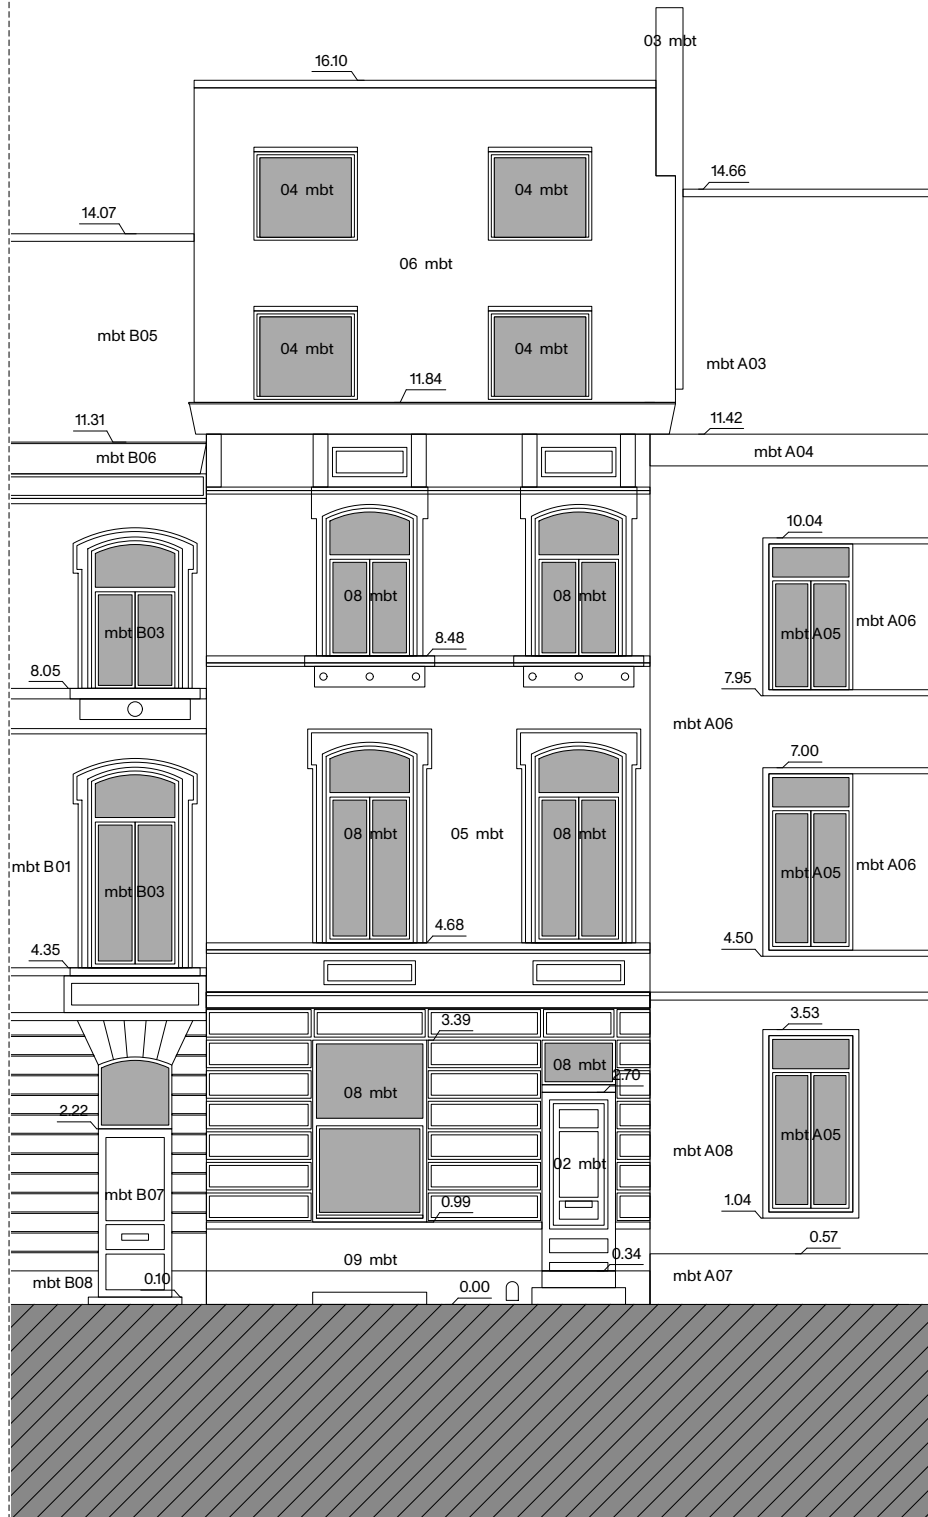 03 mbt
16.10
14.66
04 mbt
04 mbt
14.07
06 mbt
mbt B05
04 mbt
04 mbt
mbt A03
11.84
11.31
11.42
mbt B06
mbt A04
10.04
08 mbt
08 mbt
mbt B03
mbt A05
mbt A06
8.48
8.05
7.95
mbt A06
7.00
08 mbt
05 mbt
08 mbt
mbt B01
mbt B03
mbt A05
mbt A06
4.68
4.35
4.50
3.39
3.53
08 mbt
08 mbt
2.70
2.22
mbt A05
mbt A08
02 mbt
mbt B07
0.99
1.04
0.57
09 mbt
0.34
mbt B08
0.10
0.00
mbt A07